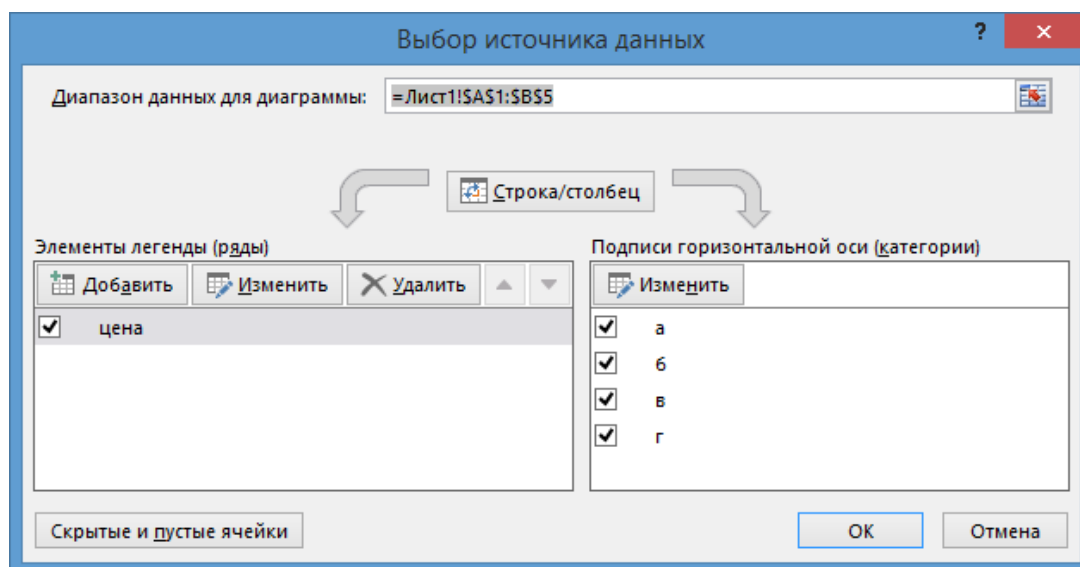 Выбор источника данных
? ×
Диапазон данных для диаграммы: =Лист1!$A$1:$B$5
Строка/столбец
Элементы легенды (ряды)
Подписи горизонтальной оси (категории)
Добавить Изменить Удалить
Изменить
цена
а
б
в
г
Скрытые и пустые ячейки
ОК Отмена